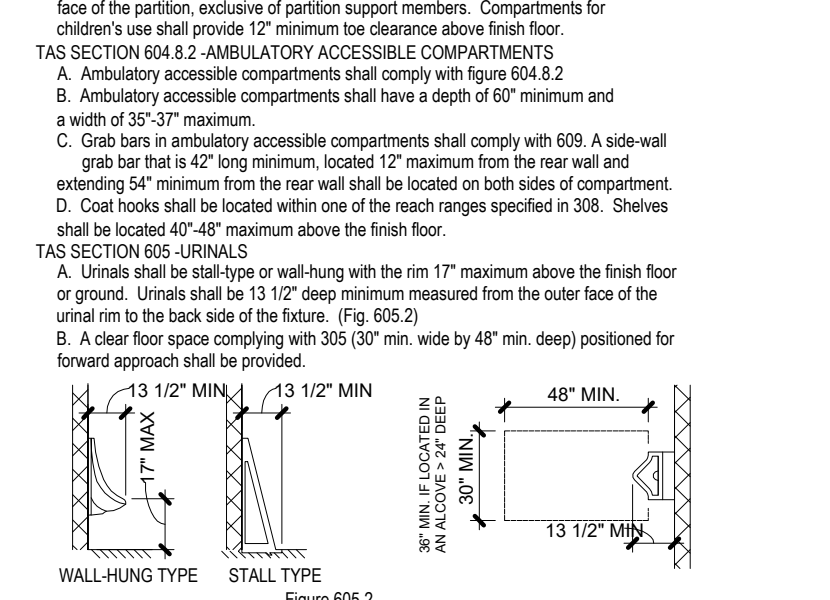 face of the partition, exclusive of partition support members.  Compartments for
children's use shall provide 12" minimum toe clearance above finish floor.
TAS SECTION 604.8.2 -AMBULATORY ACCESSIBLE COMPARTMENTS
A.  Ambulatory accessible compartments shall comply with figure 604.8.2
B.  Ambulatory accessible compartments shall have a depth of 60" minimum and
a width of 35"-37" maximum.
C.  Grab bars in ambulatory accessible compartments shall comply with 609. A side-wall
grab bar that is 42" long minimum, located 12" maximum from the rear wall and
extending 54" minimum from the rear wall shall be located on both sides of compartment.
D.  Coat hooks shall be located within one of the reach ranges specified in 308.  Shelves
shall be located 40"-48" maximum above the finish floor.
TAS SECTION 605 -URINALS
A.  Urinals shall be stall-type or wall-hung with the rim 17" maximum above the finish floor
or ground.  Urinals shall be 13 1/2" deep minimum measured from the outer face of the
urinal rim to the back side of the fixture.  (Fig. 605.2)
B.  A clear floor space complying with 305 (30" min. wide by 48" min. deep) positioned for
forward approach shall be provided.
13 1/2" MIN
17" MAX
WALL-HUNG TYPE
13 1/2" MIN
STALL TYPE
36" MIN. IF LOCATED IN
AN ALCOVE > 24" DEEP
30" MIN.
48" MIN.
13 1/2" MIN
Figure 605.2